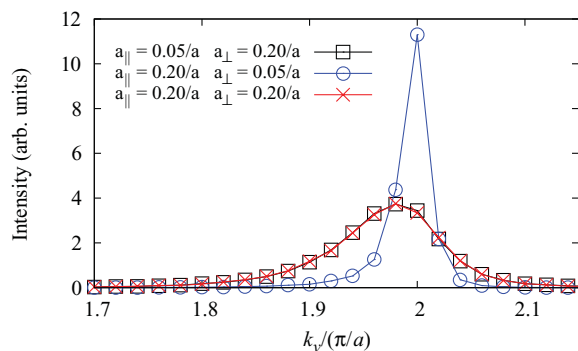 12
10
8
6
4
2
0
Intensity (arb. units)
a∥ = 0.05/a a⊥ = 0.20/a
a∥ = 0.20/a a⊥ = 0.05/a
a∥ = 0.20/a a⊥ = 0.20/a
1.7 1.8 1.9 2 2.1
k_y/(π/a)